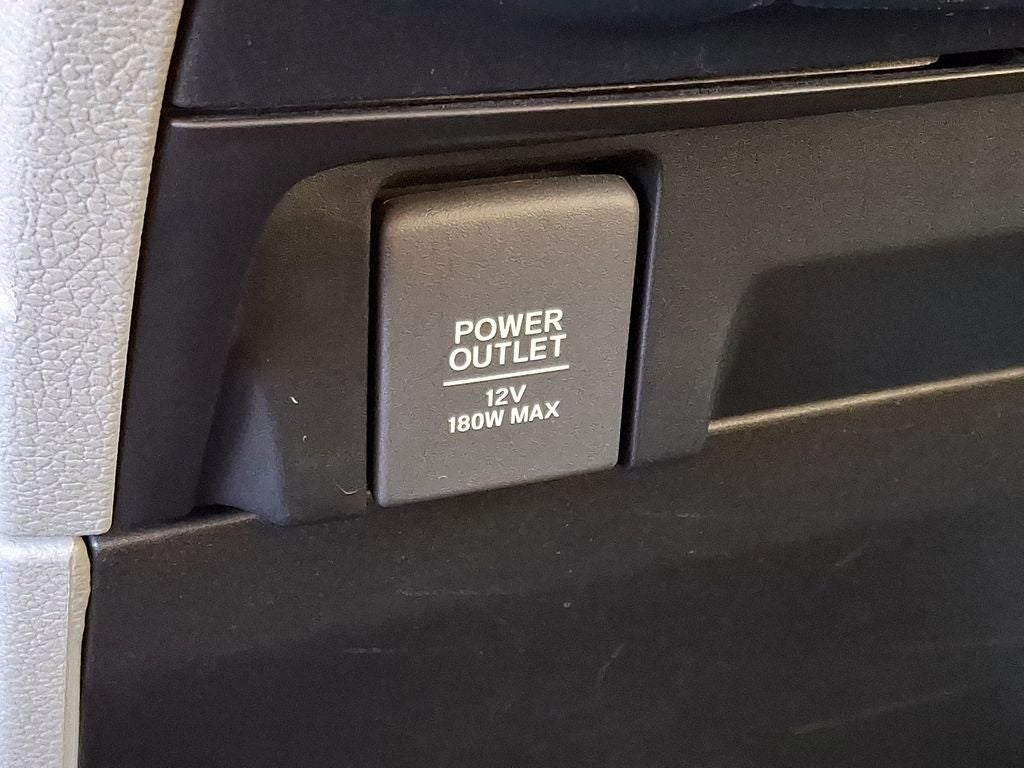 POWER
OUTLET
12V
180W MAX